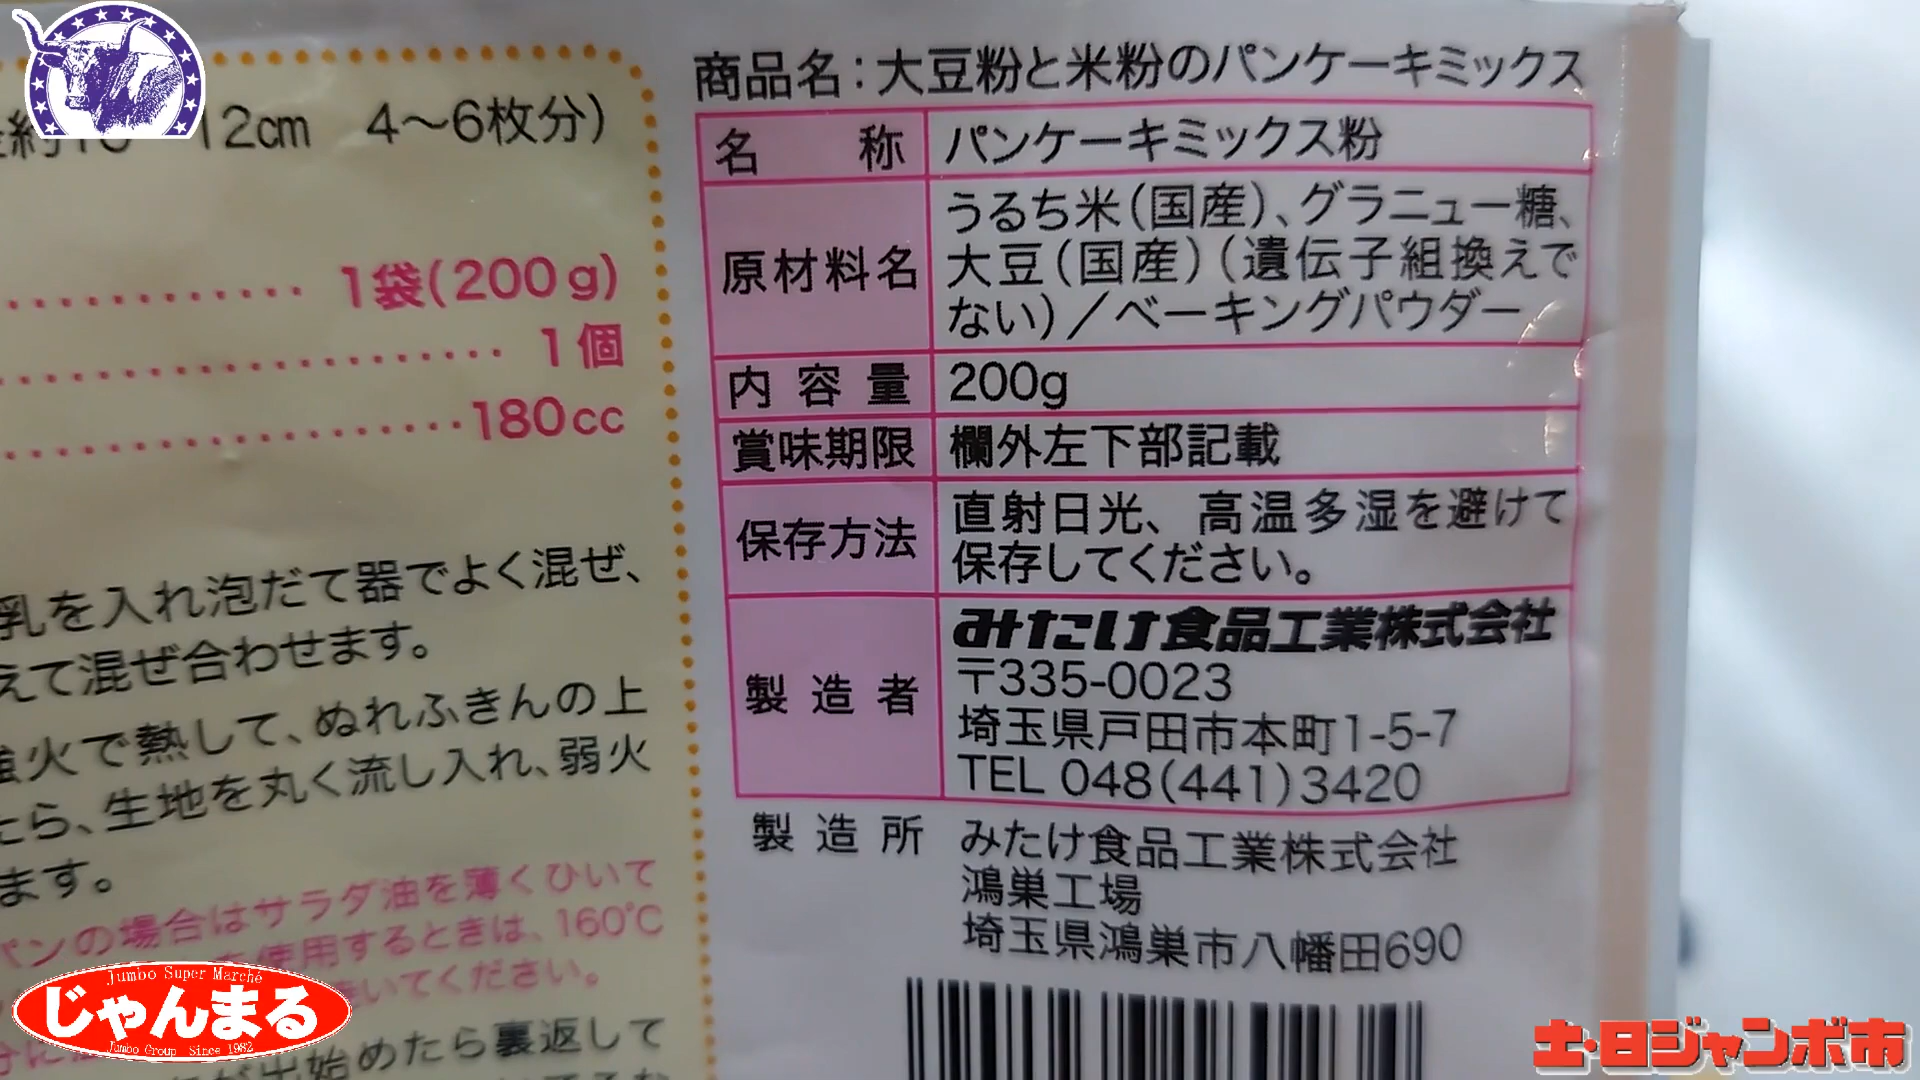 12cm 4〜6枚分)
1袋(200g)
1個
180cc
乳を入れ泡だて器でよく混ぜ、
えて混ぜ合わせます。
強火で熱して、ぬれふきんの上
たら、生地を丸く流し入れ、弱火
ます。
パンの場合はサラダ油を薄くひいて
使用するときは、160℃
いてください。
出始めたら裏返して
商品名:大豆粉と米粉のパンケーキミックス
名称 パンケーキミックス粉
原材料名 うるち米(国産)、グラニュー糖、
大豆(国産)(遺伝子組換えで
ない)/ベーキングパウダー
内容量 200g
賞味期限 欄外左下部記載
保存方法 直射日光、高温多湿を避けて
保存してください。
製造者 みたけ食品工業株式会社
〒335-0023
埼玉県戸田市本町1-5-7
TEL 048(441)3420
製造所 みたけ食品工業株式会社
鴻巣工場
埼玉県鴻巣市八幡田690
Jumbo Super Marché
じゃんまる
Jumbo Group Since 1982
土・日ジャンボ市